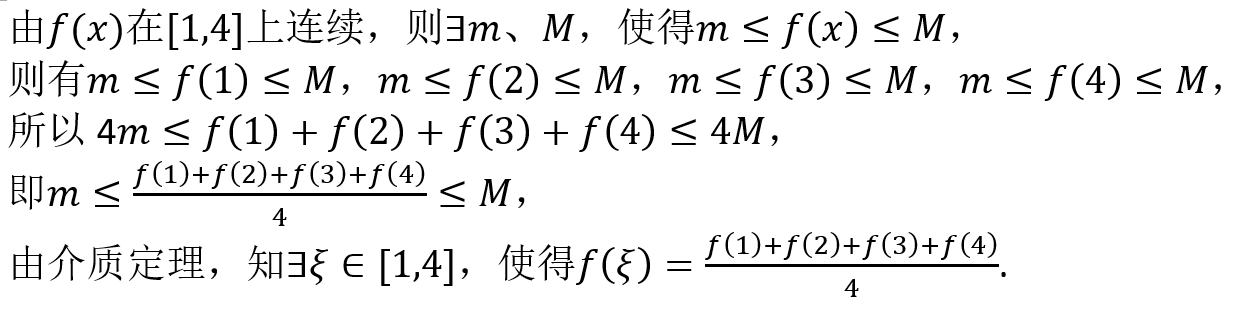 由f(x)在[1,4]上连续，则∃m、M，使得m ≤ f(x) ≤ M，
则有m ≤ f(1) ≤ M，m ≤ f(2) ≤ M，m ≤ f(3) ≤ M，m ≤ f(4) ≤ M，
所以 4m ≤ f(1) + f(2) + f(3) + f(4) ≤ 4M，
即m ≤ \frac{f(1)+f(2)+f(3)+f(4)}{4} ≤ M，
由介质定理，知∃ξ ∈ [1,4]，使得f(ξ) = \frac{f(1)+f(2)+f(3)+f(4)}{4}.